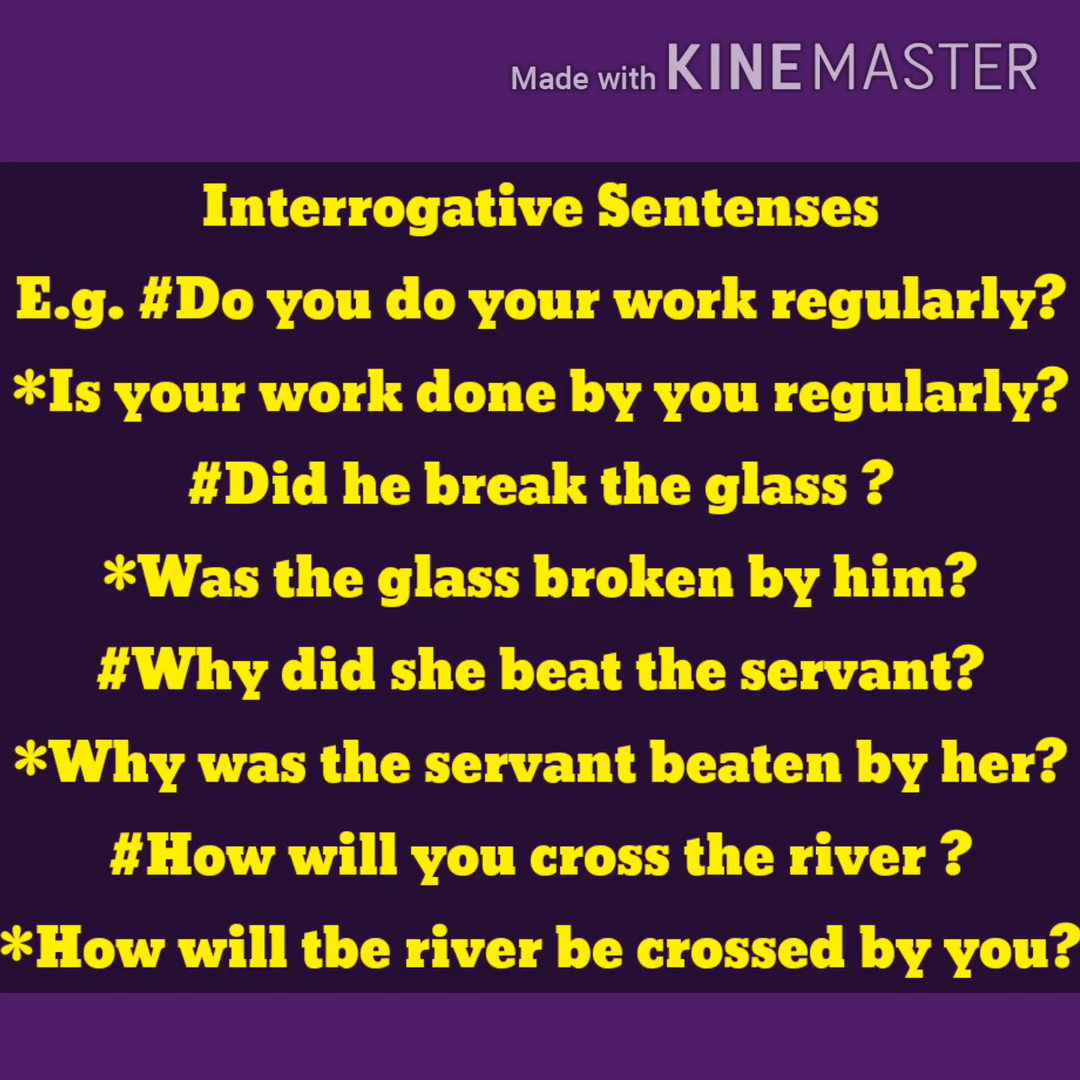 Made with KINEMASTER
Interrogative Sentenses
E.g. #Do you do your work regularly?
*Is your work done by you regularly?
#Did he break the glass ?
*Was the glass broken by him?
#Why did she beat the servant?
*Why was the servant beaten by her?
#How will you cross the river ?
*How will tbe river be crossed by you?